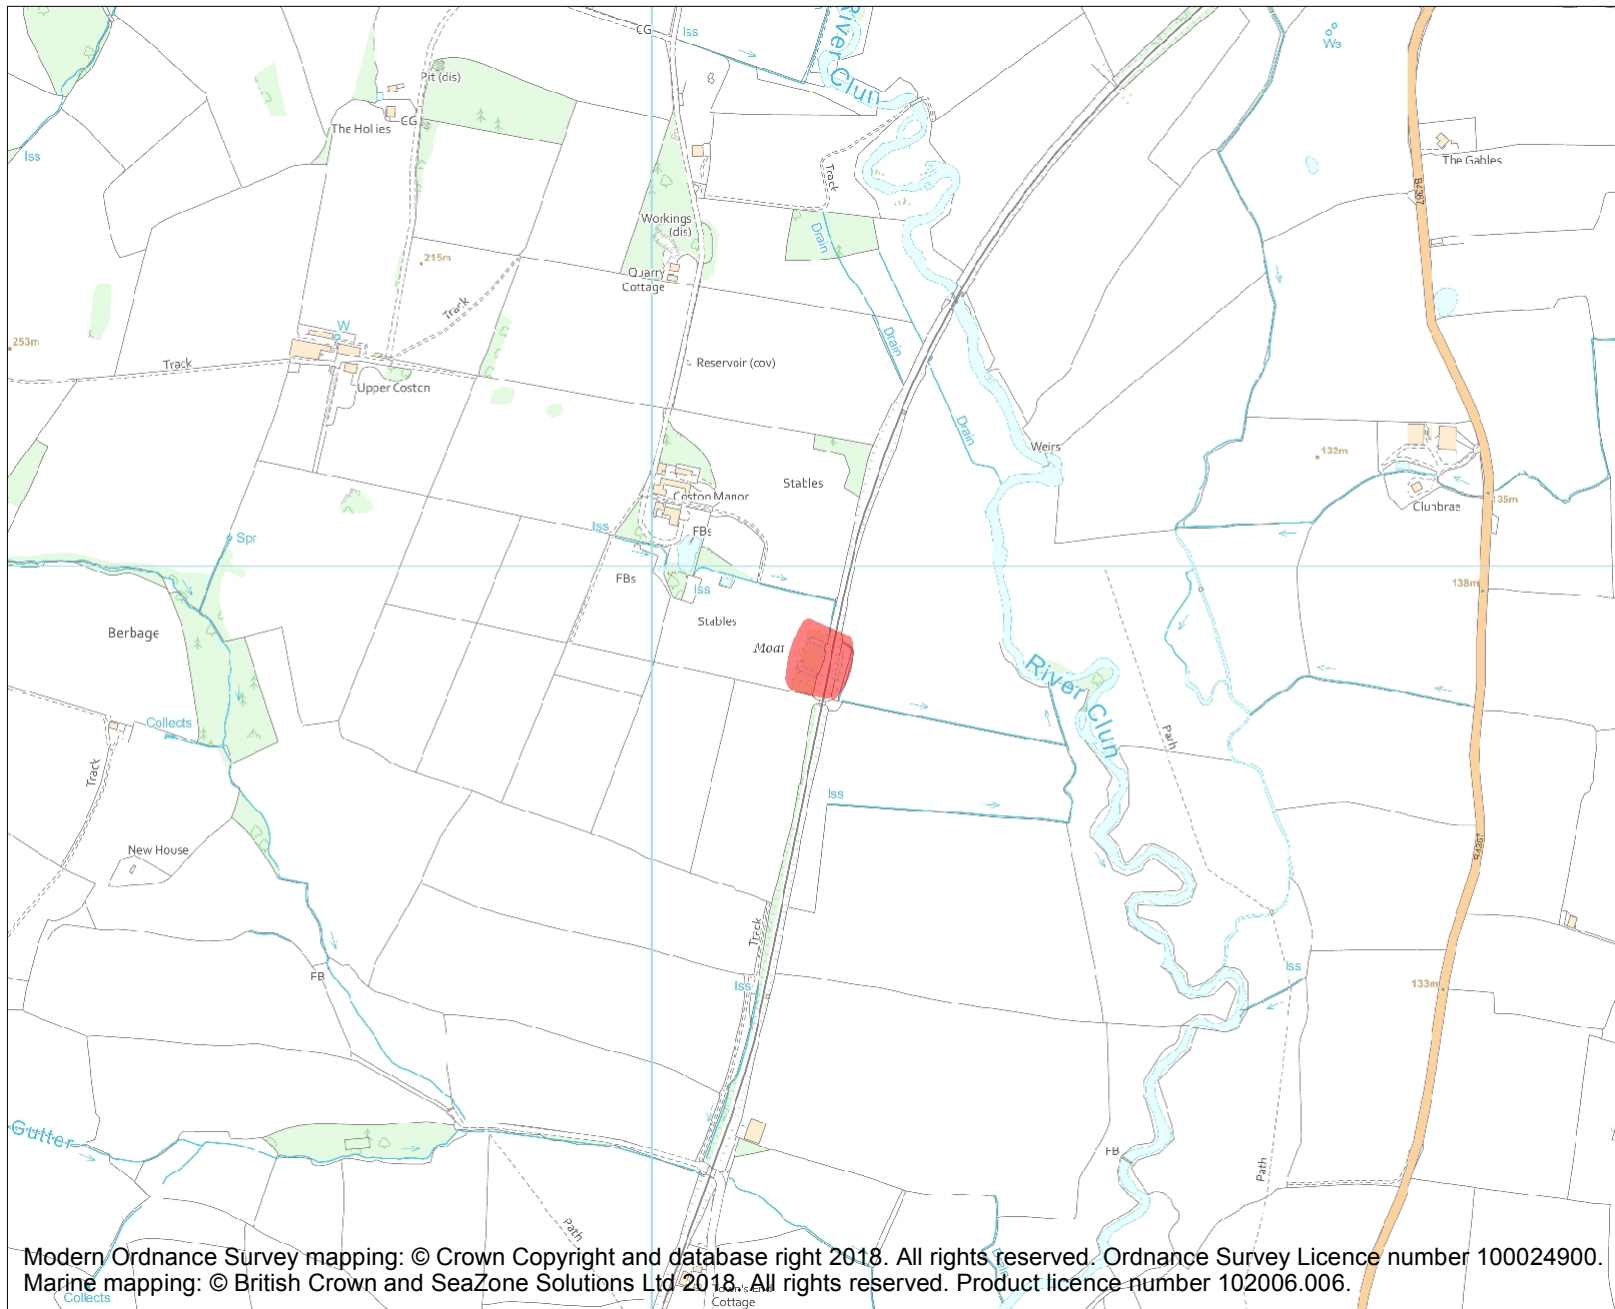 CG
Iss
River Clun
Ws
Pit (dis)
The Hollies
CG
Iss
The Gables
Track
B4367
Workings
(dis)
Drain
Quarry
Cottage
215m
Track
W
253m
Track
Drain
Reservoir (cov)
Upper Coston
Drain
Weirs
132m
Stables
Coston Manor
135m
Clunbrae
Iss
FBs
Spr
FBs
Iss
138m
Stables
Berbage
Moat
River Clun
Collects
Path
Track
Iss
New House
B4367
Track
FB
Iss
Iss
133m
Gutter
FB
Path
Path
Modern Ordnance Survey mapping: © Crown Copyright and database right 2018. All rights reserved. Ordnance Survey Licence number 100024900.
Marine mapping: © British Crown and SeaZone Solutions Ltd 2018. All rights reserved. Product licence number 102006.006.
Collects
Town's End
Cottage